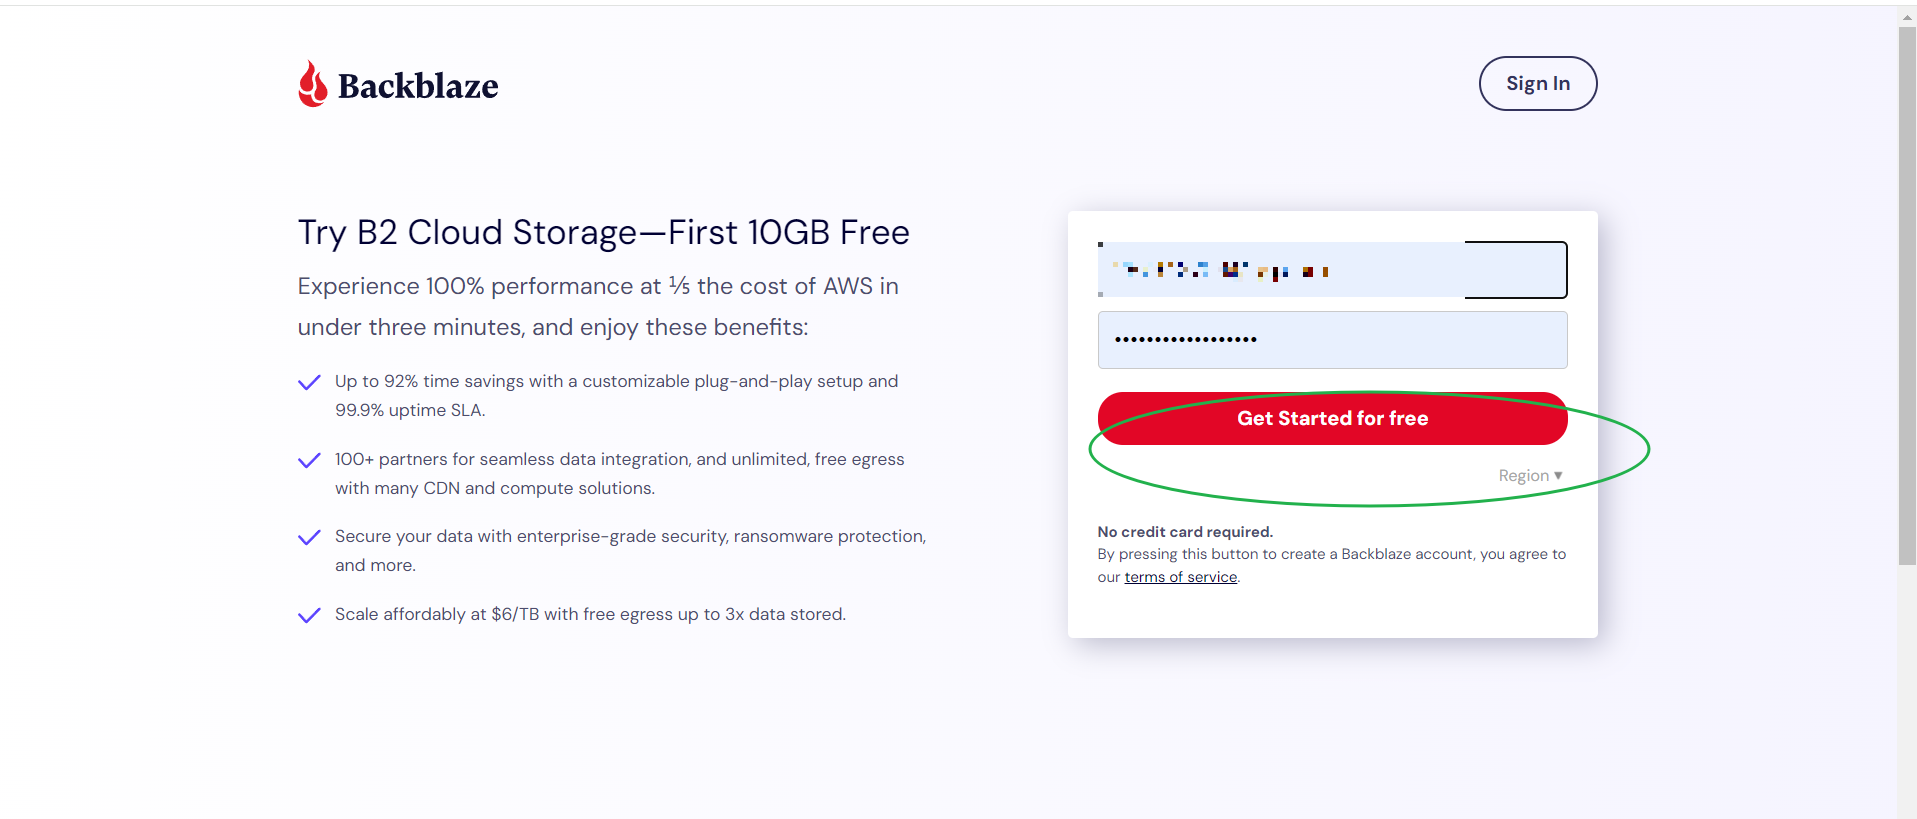 Backblaze
Sign In
Try B2 Cloud Storage—First 10GB Free
Experience 100% performance at ⅕ the cost of AWS in
under three minutes, and enjoy these benefits:
Up to 92% time savings with a customizable plug-and-play setup and
99.9% uptime SLA.
100+ partners for seamless data integration, and unlimited, free egress
with many CDN and compute solutions.
Secure your data with enterprise-grade security, ransomware protection,
and more.
Scale affordably at $6/TB with free egress up to 3x data stored.
••••••••••••••••••
Get Started for free
Region ▼
No credit card required.
By pressing this button to create a Backblaze account, you agree to
our terms of service.